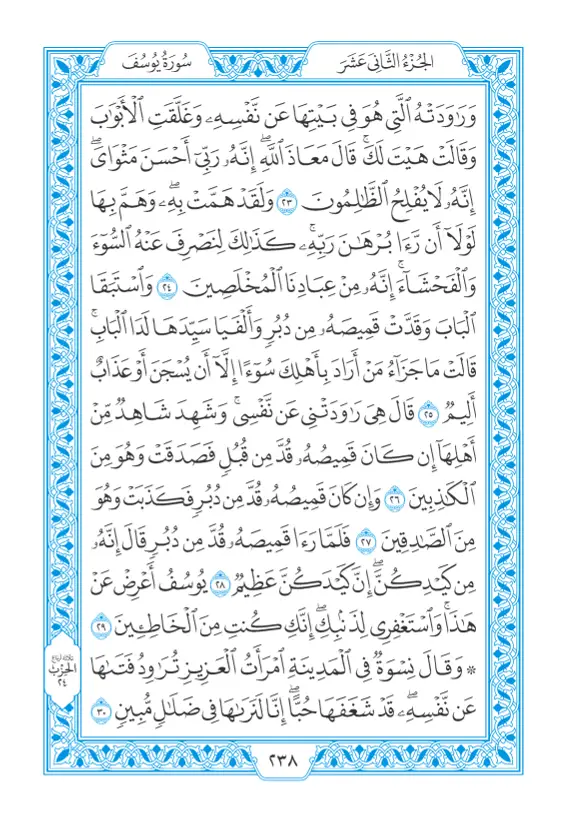 الجُزْءُ الثَّانِي عَشَرَ
سُورَةُ يُوسُفَ
وَرَٰوَدَتْهُ ٱلَّتِي هُوَ فِي بَيْتِهَا عَن نَّفْسِهِۦ وَغَلَّقَتِ ٱلْأَبْوَٰبَ
وَقَالَتْ هَيْتَ لَكَۚ قَالَ مَعَاذَ ٱللَّهِۖ إِنَّهُۥ رَبِّيٓ أَحْسَنَ مَثْوَايَۖ
إِنَّهُۥ لَا يُفْلِحُ ٱلظَّٰلِمُونَ ٢٣ وَلَقَدْ هَمَّتْ بِهِۦۖ وَهَمَّ بِهَا
لَوْلَآ أَن رَّءَا بُرْهَٰنَ رَبِّهِۦۚ كَذَٰلِكَ لِنَصْرِفَ عَنْهُ ٱلسُّوٓءَ
وَٱلْفَحْشَآءَۚ إِنَّهُۥ مِنْ عِبَادِنَا ٱلْمُخْلَصِينَ ٢٤ وَٱسْتَبَقَا
ٱلْبَابَ وَقَدَّتْ قَمِيصَهُۥ مِن دُبُرٖ وَأَلْفَيَا سَيِّدَهَا لَدَا ٱلْبَابِۚ
قَالَتْ مَا جَزَآءُ مَنْ أَرَادَ بِأَهْلِكَ سُوٓءًا إِلَّآ أَن يُسْجَنَ أَوْ عَذَابٌ
أَلِيمٌ ٢٥ قَالَ هِيَ رَٰوَدَتْنِي عَن نَّفْسِيۚ وَشَهِدَ شَاهِدٌ مِّنْ
أَهْلِهَآ إِن كَانَ قَمِيصُهُۥ قُدَّ مِن قُبُلٖ فَصَدَقَتْ وَهُوَ مِنَ
ٱلْكَٰذِبِينَ ٢٦ وَإِن كَانَ قَمِيصُهُۥ قُدَّ مِن دُبُرٖ فَكَذَبَتْ وَهُوَ
مِنَ ٱلصَّٰدِقِينَ ٢٧ فَلَمَّا رَءَا قَمِيصَهُۥ قُدَّ مِن دُبُرٖ قَالَ إِنَّهُۥ
مِن كَيْدِكُنَّۖ إِنَّ كَيْدَكُنَّ عَظِيمٌ ٢٨ يُوسُفُ أَعْرِضْ عَنْ
هَٰذَاۚ وَٱسْتَغْفِرِي لِذَنۢبِكِۖ إِنَّكِ كُنتِ مِنَ ٱلْخَاطِـِٔينَ ٢٩
۞ وَقَالَ نِسْوَةٌ فِي ٱلْمَدِينَةِ ٱمْرَأَتُ ٱلْعَزِيزِ تُرَٰوِدُ فَتَىٰهَا
عَن نَّفْسِهِۦۖ قَدْ شَغَفَهَا حُبًّاۖ إِنَّا لَنَرَىٰهَا فِي ضَلَٰلٖ مُّبِينٖ ٣٠
ثلاثة أرباع
الحزب
٢٤
٢٣٨